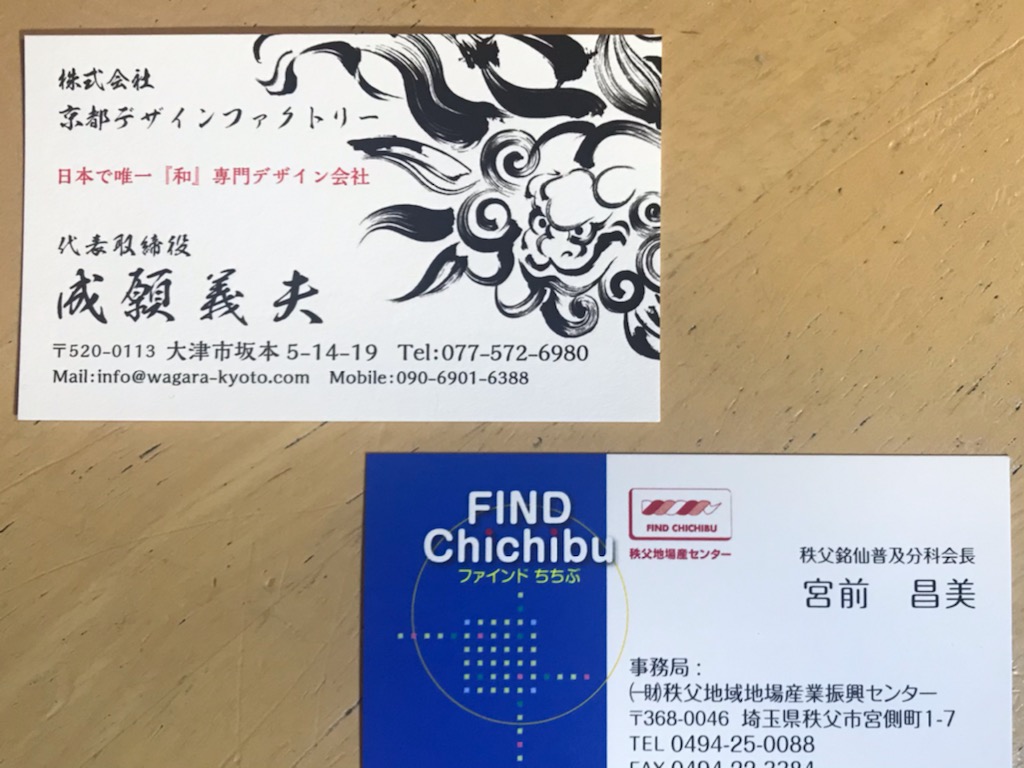 株式会社
京都デザインファクトリー
日本で唯一『和』専門デザイン会社
代表取締役
成願 義夫
〒520-0113 大津市坂本 5-14-19 Tel:077-572-6980
Mail:info@wagara-kyoto.com Mobile:090-6901-6388
FIND
Chichibu
ファインド ちちぶ
FIND CHICHIBU
秩父地場産センター
秩父銘仙普及分科会長
宮前 昌美
事務局：
㈶秩父地域地場産業振興センター
〒368-0046 埼玉県秩父市宮側町1-7
TEL 0494-25-0088